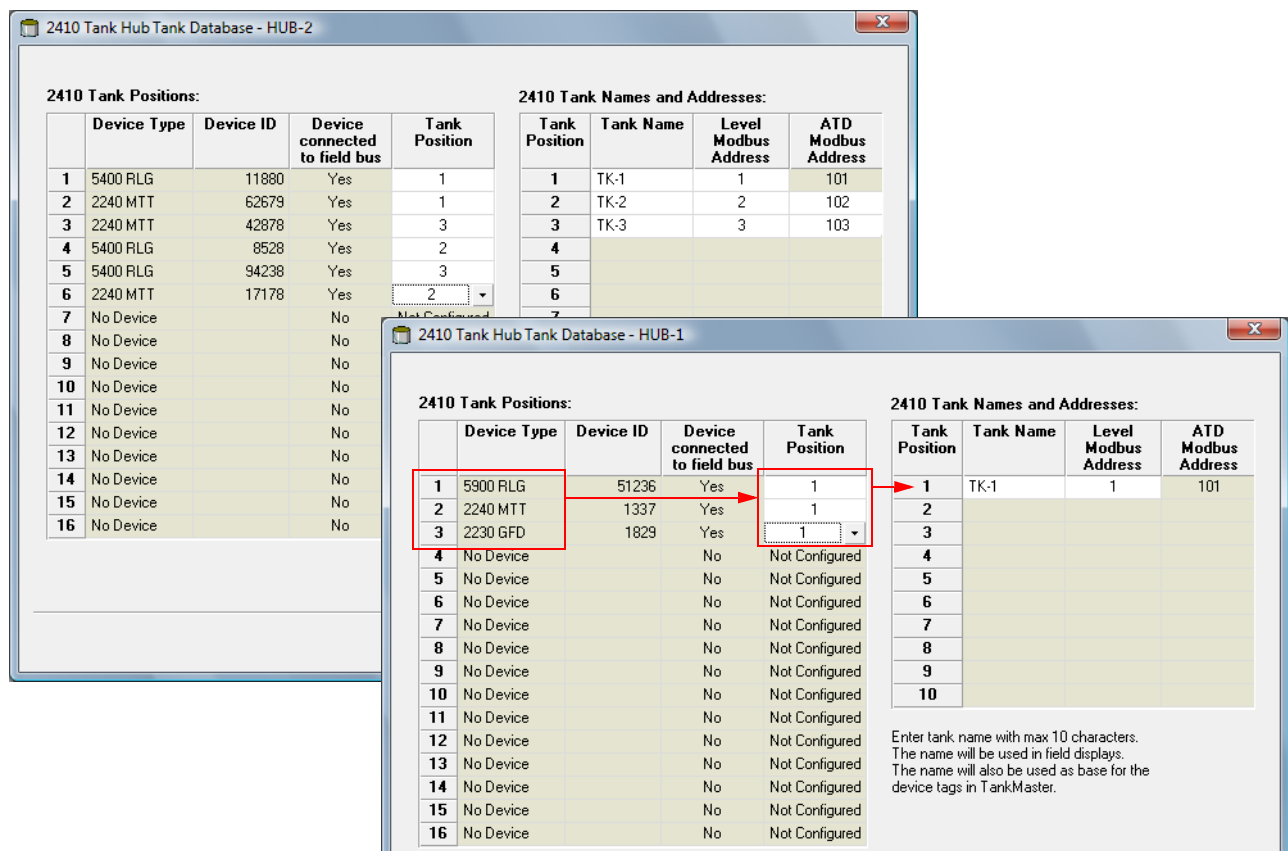 2410 Tank Hub Tank Database - HUB-2
2410 Tank Positions:
Device Type Device ID Device connected to field bus Tank Position
1 5400 RLG 11880 Yes 1
2 2240 MTT 62679 Yes 1
3 2240 MTT 42878 Yes 3
4 5400 RLG 8528 Yes 2
5 5400 RLG 94238 Yes 3
6 2240 MTT 17178 Yes 2
7 No Device No Not Configured
8 No Device No
9 No Device No
10 No Device No
11 No Device No
12 No Device No
13 No Device No
14 No Device No
15 No Device No
16 No Device No
2410 Tank Names and Addresses:
Tank Position Tank Name Level Modbus Address ATD Modbus Address
1 TK-1 1 101
2 TK-2 2 102
3 TK-3 3 103
4
5
6
7
2410 Tank Hub Tank Database - HUB-1
2410 Tank Positions:
Device Type Device ID Device connected to field bus Tank Position
1 5900 RLG 51236 Yes 1
2 2240 MTT 1337 Yes 1
3 2230 GFD 1829 Yes 1
4 No Device No Not Configured
5 No Device No Not Configured
6 No Device No Not Configured
7 No Device No Not Configured
8 No Device No Not Configured
9 No Device No Not Configured
10 No Device No Not Configured
11 No Device No Not Configured
12 No Device No Not Configured
13 No Device No Not Configured
14 No Device No Not Configured
15 No Device No Not Configured
16 No Device No Not Configured
2410 Tank Names and Addresses:
Tank Position Tank Name Level Modbus Address ATD Modbus Address
1 TK-1 1 101
2
3
4
5
6
7
8
9
10
Enter tank name with max 10 characters.
The name will be used in field displays.
The name will also be used as base for the
device tags in TankMaster.